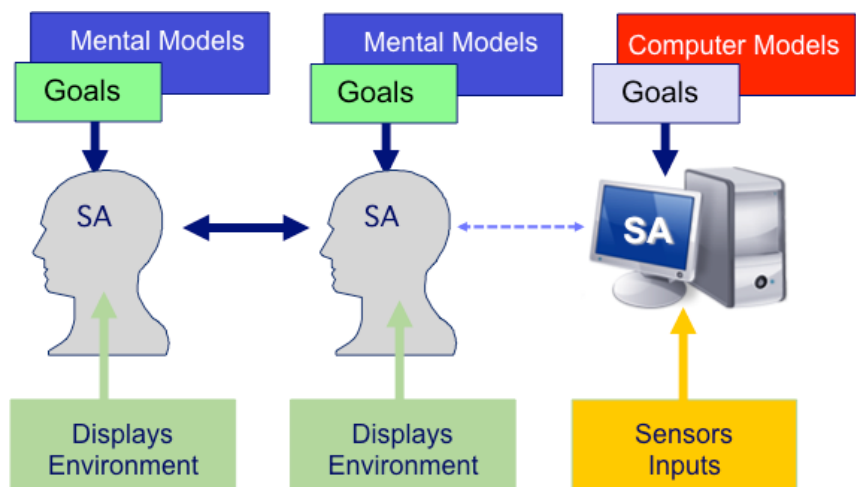 Mental Models
Mental Models
Computer Models
Goals
Goals
Goals
SA
SA
SA
Displays
Environment
Displays
Environment
Sensors
Inputs